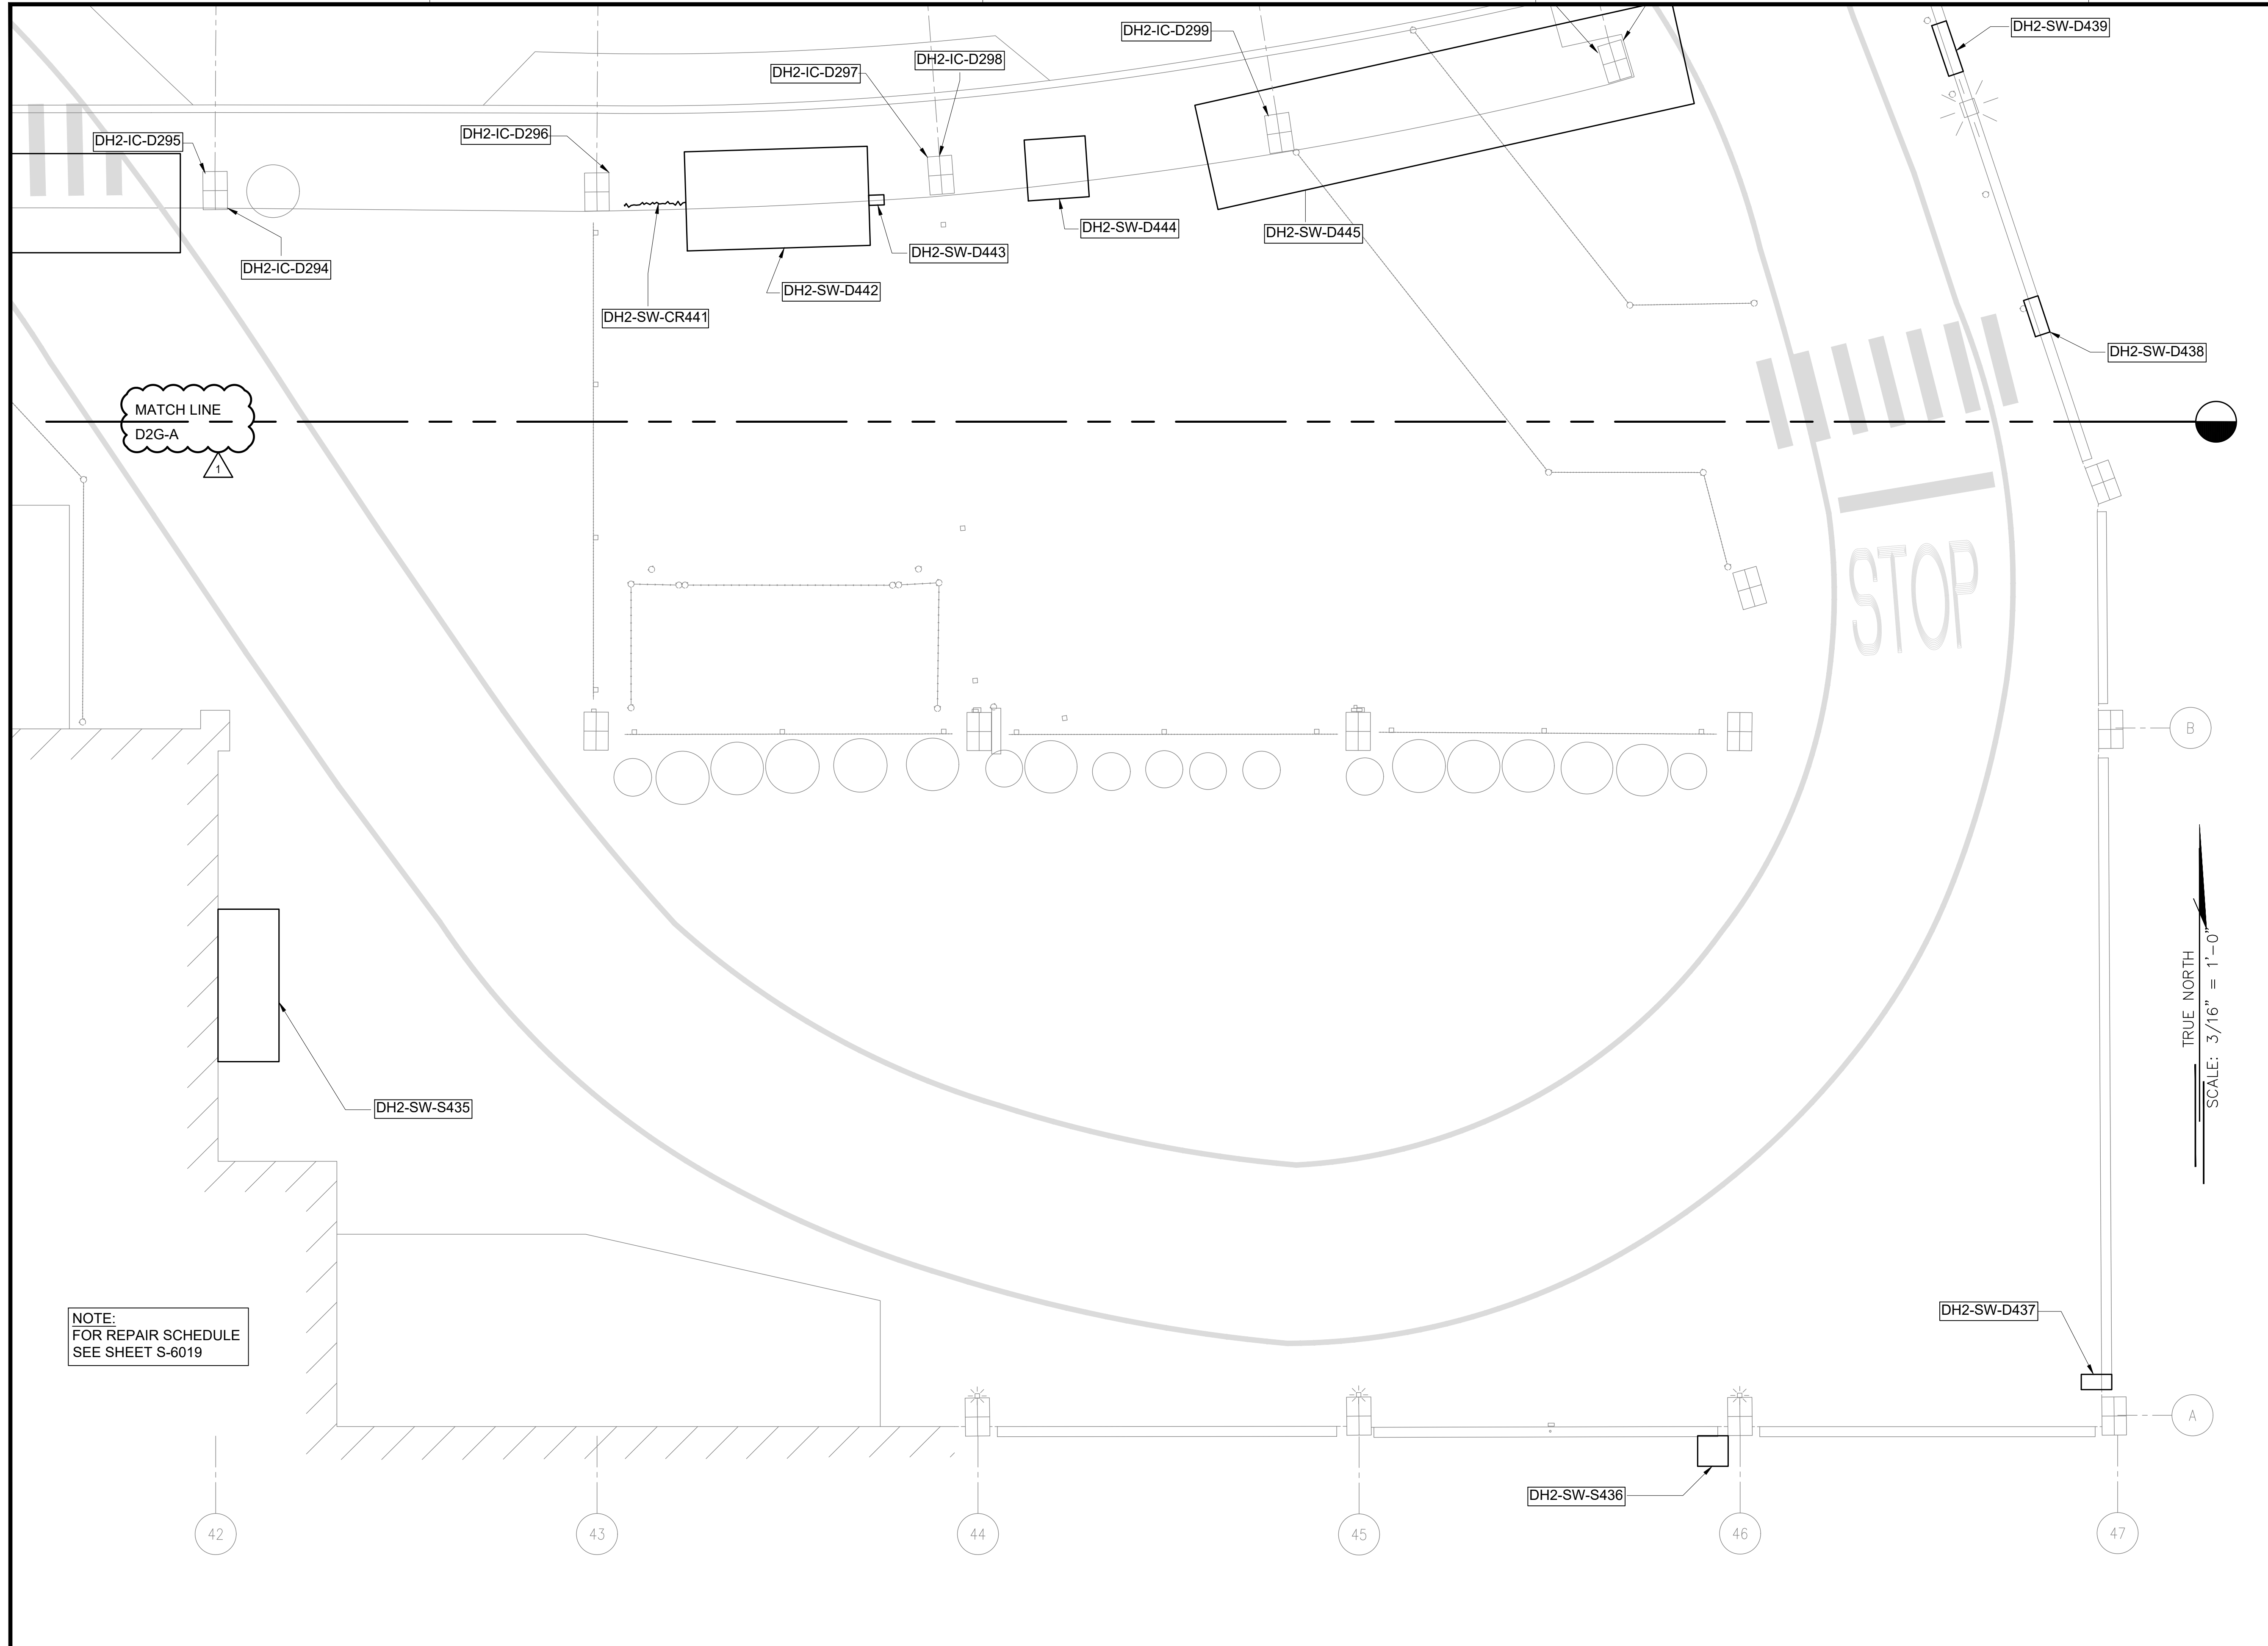 DH2-SW-D439
DH2-IC-D299
DH2-IC-D298
DH2-IC-D297
DH2-IC-D296
DH2-IC-D295
DH2-SW-D444
DH2-SW-D445
DH2-SW-D443
DH2-IC-D294
DH2-SW-D442
DH2-SW-CR441
DH2-SW-D438
MATCH LINE
D2G-A
1
STOP
B
TRUE NORTH
SCALE: 3/16" = 1'-0"
DH2-SW-S435
NOTE:
FOR REPAIR SCHEDULE
SEE SHEET S-6019
DH2-SW-D437
A
DH2-SW-S436
42
43
44
45
46
47